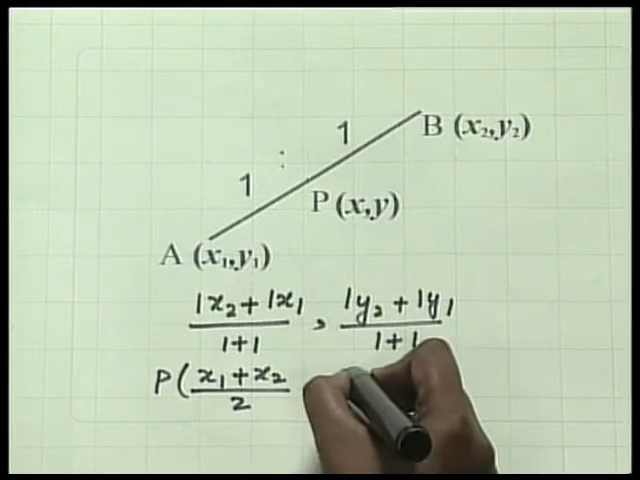 1 : 1
B (x₂,y₂)
P (x,y)
A (x₁,y₁)
1x₂+1x₁/1+1 , 1y₂+1y₁/1+1
P(x₁+x₂/2